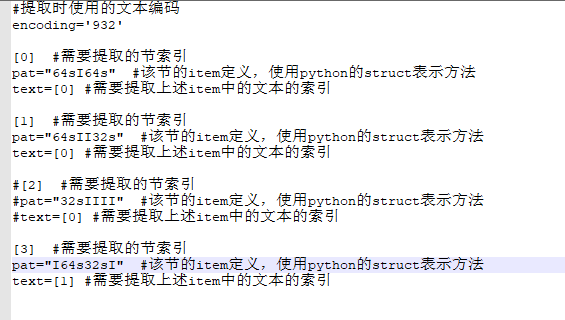 #提取时使用的文本编码
encoding='932'
[0]  #需要提取的节索引
pat="64sI64s"  #该节的item定义，使用python的struct表示方法
text=[0] #需要提取上述item中的文本的索引
[1]  #需要提取的节索引
pat="64sII32s"  #该节的item定义，使用python的struct表示方法
text=[0] #需要提取上述item中的文本的索引
#[2]  #需要提取的节索引
#pat="32sIIII"  #该节的item定义，使用python的struct表示方法
#text=[0] #需要提取上述item中的文本的索引
[3]  #需要提取的节索引
pat="I64s32sI"  #该节的item定义，使用python的struct表示方法
text=[1] #需要提取上述item中的文本的索引